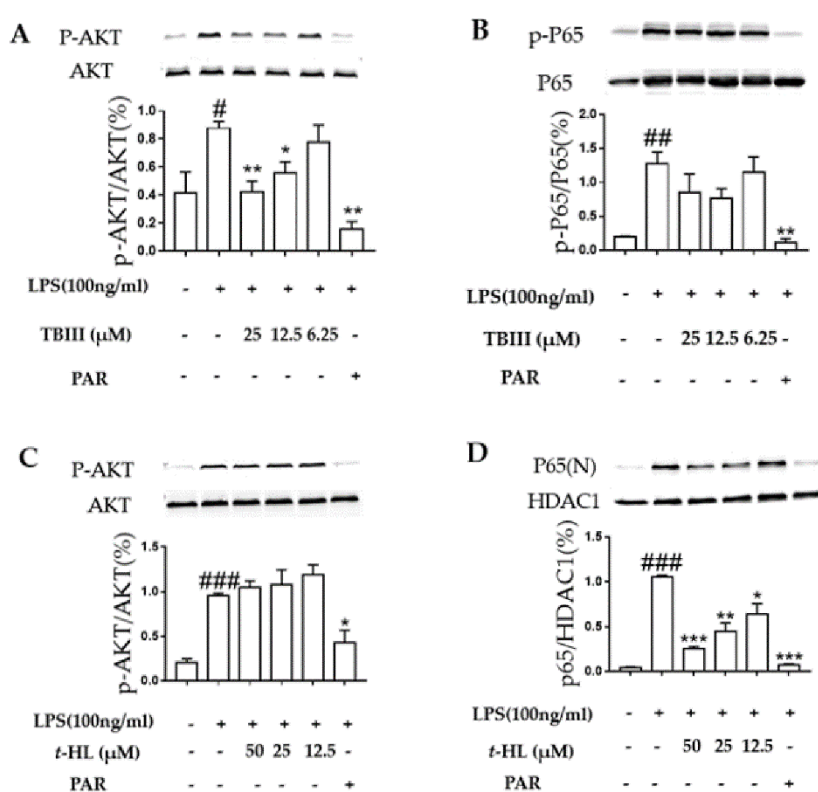 A
P-AKT
AKT
p-AKT/AKT(%)
1.0
0.8
0.6
0.4
0.2
0.0
#
**
*
**
LPS(100ng/ml) - + + + + +
TBIII (μM) - - 25 12.5 6.25 -
PAR - - - - - +
B
p-P65
P65
p-P65/P65(%)
2.0
1.5
1.0
0.5
0.0
##
**
LPS(100ng/ml) - + + + + +
TBIII (μM) - - 25 12.5 6.25 -
PAR - - - - - +
C
P-AKT
AKT
p-AKT/AKT(%)
1.5
1.0
0.5
0.0
###
*
LPS(100ng/ml) - + + + + +
t-HL (μM) - - 50 25 12.5 -
PAR - - - - - +
D
P65(N)
HDAC1
p65/HDAC1(%)
1.5
1.0
0.5
0.0
###
***
**
*
***
LPS(100ng/ml) - + + + + +
t-HL (μM) - - 50 25 12.5 -
PAR - - - - - +